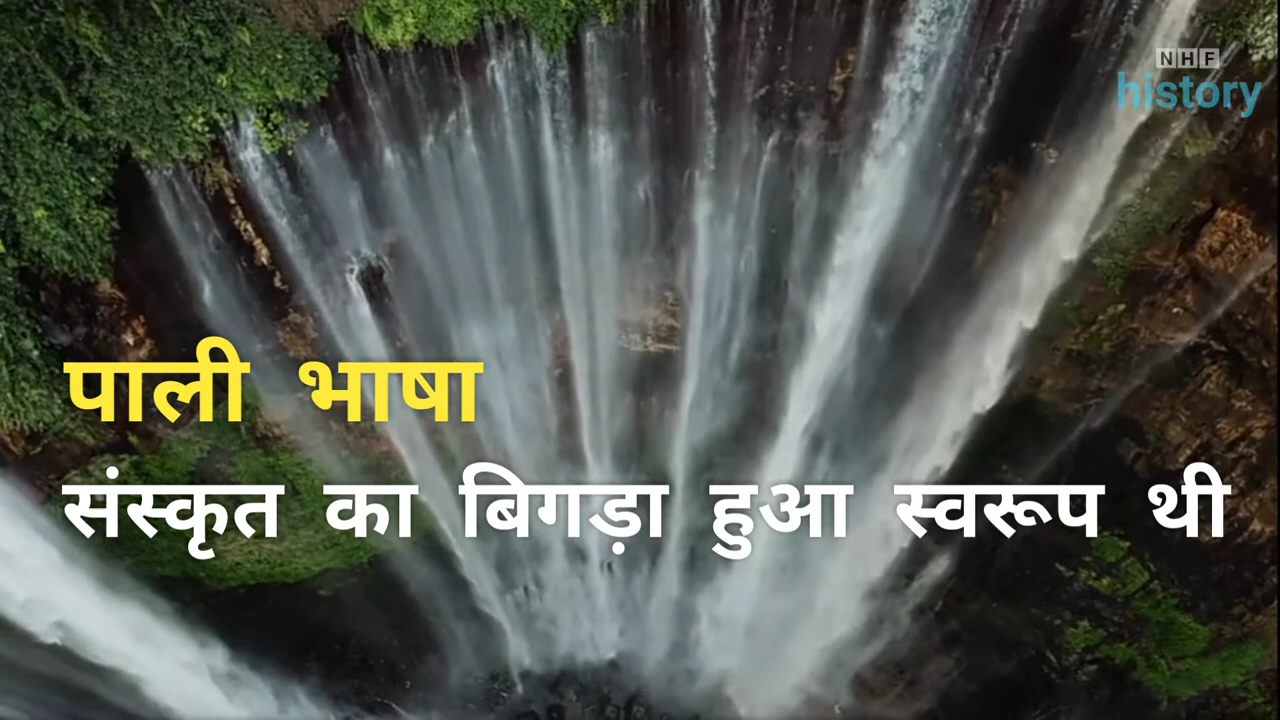 NHF
history
पाली भाषा
संस्कृत का बिगड़ा हुआ स्वरूप थी